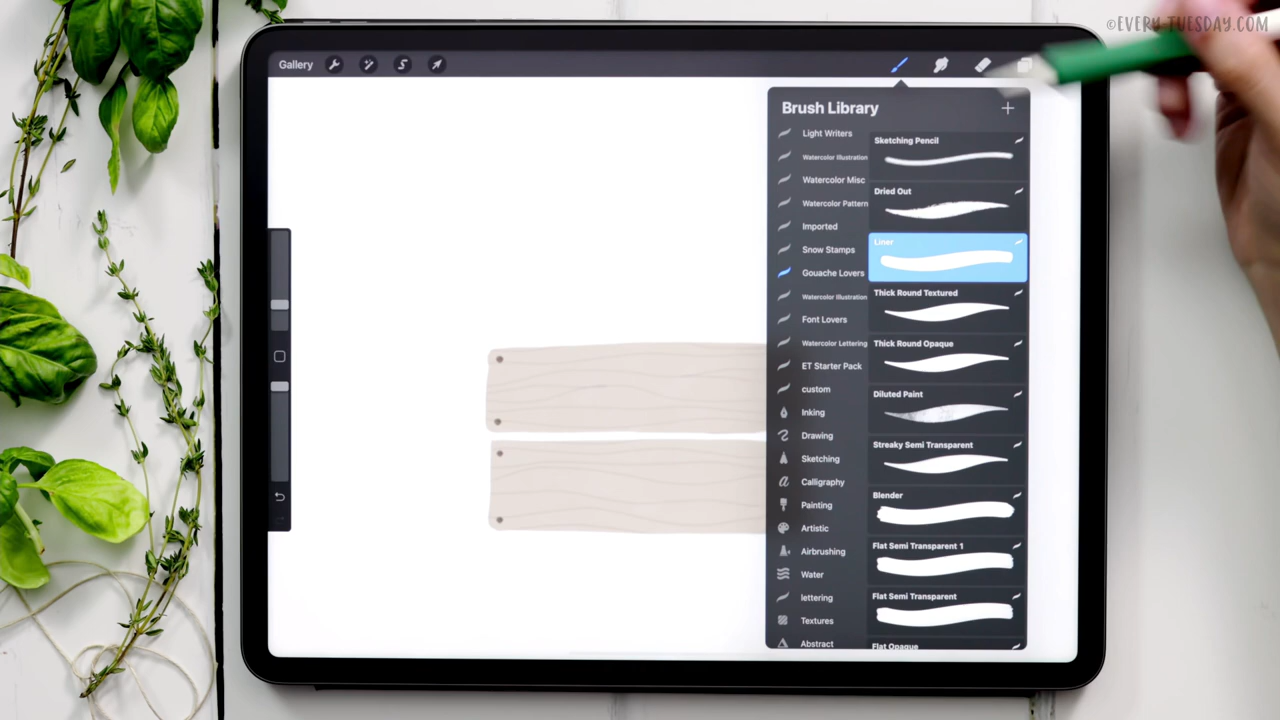 ©EVERY-TUESDAY.COM
Gallery
Brush Library
Light Writers
Watercolor Illustration
Watercolor Misc
Watercolor Pattern
Imported
Snow Stamps
Gouache Lovers
Watercolor Illustration
Font Lovers
Watercolor Lettering
ET Starter Pack
custom
Inking
Drawing
Sketching
Calligraphy
Painting
Artistic
Airbrushing
Water
lettering
Textures
Abstract
Sketching Pencil
Dried Out
Liner
Thick Round Textured
Thick Round Opaque
Diluted Paint
Streaky Semi Transparent
Blender
Flat Semi Transparent 1
Flat Semi Transparent
Flat Opaque